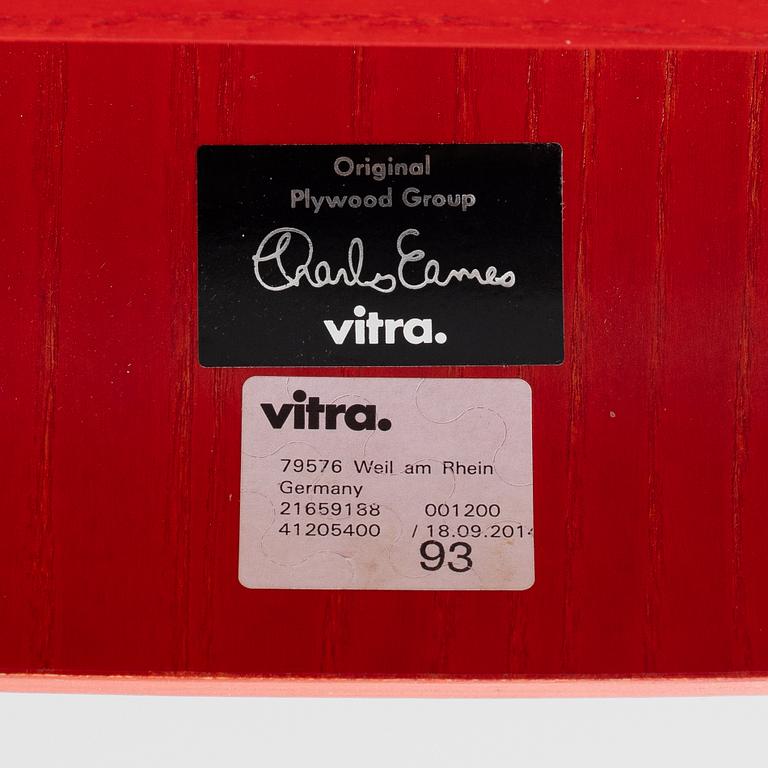 Original
Plywood Group
Charles Eames
vitra.
vitra.
79576 Weil am Rhein
Germany
21659188 001200
41205400 / 18.09.2014
93